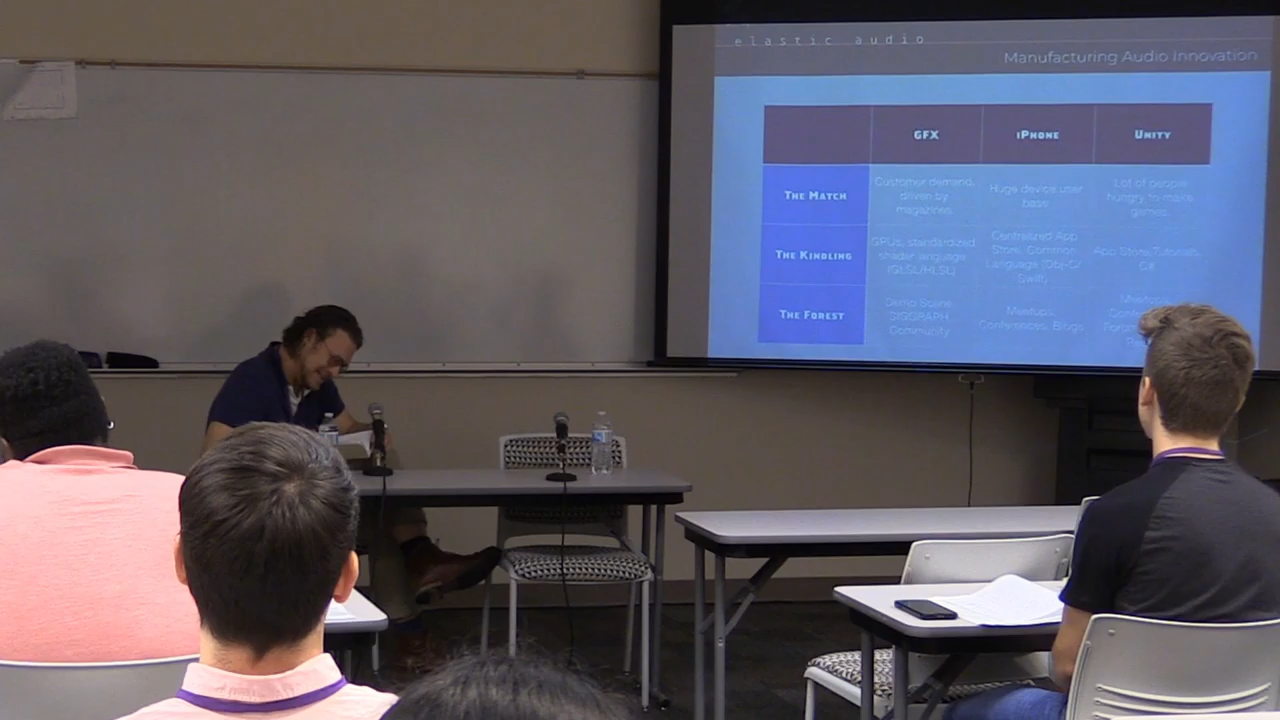 elastic audio
Manufacturing Audio Innovation
GFX
iPhone
Unity
The Match
Customer demand,
driven by
magazines
Huge device user
base
Lot of people
hungry to make
games
The Kindling
GPUs, standardized
shader language
(GLSL/HLSL)
Centralized App
Store, Common
Language (Obj-C/
Swift)
App Store, Tutorials,
C#
The Forest
Demo Scene
SIGGRAPH
Community
Meetups,
Conferences, Blogs
Meetups,